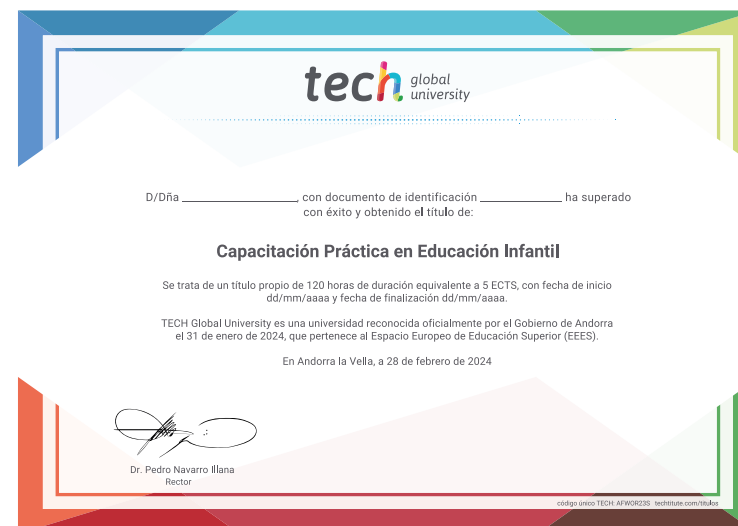 tech global university
D/Dña ____________, con documento de identificación ____________ ha superado
con éxito y obtenido el título de:
Capacitación Práctica en Educación Infantil
Se trata de un título propio de 120 horas de duración equivalente a 5 ECTS, con fecha de inicio
dd/mm/aaaa y fecha de finalización dd/mm/aaaa.
TECH Global University es una universidad reconocida oficialmente por el Gobierno de Andorra
el 31 de enero de 2024, que pertenece al Espacio Europeo de Educación Superior (EEES).
En Andorra la Vella, a 28 de febrero de 2024
Dr. Pedro Navarro Illana
Rector
código único TECH: AFWOR23S techtitute.com/titulos